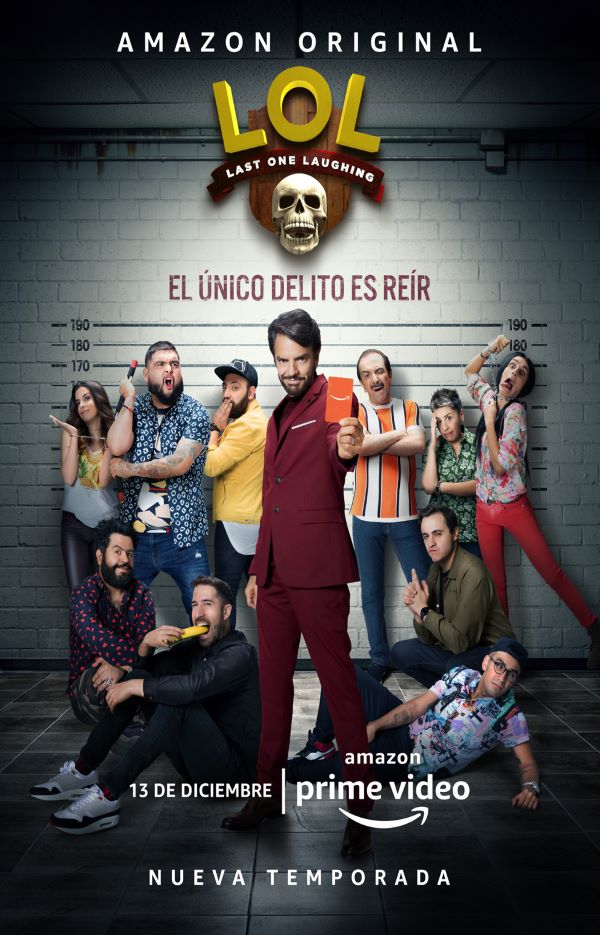 AMAZON ORIGINAL
LOL
LAST ONE LAUGHING
EL ÚNICO DELITO ES REÍR
190 190
180 180
170
13 DE DICIEMBRE
amazon
prime video
NUEVA TEMPORADA